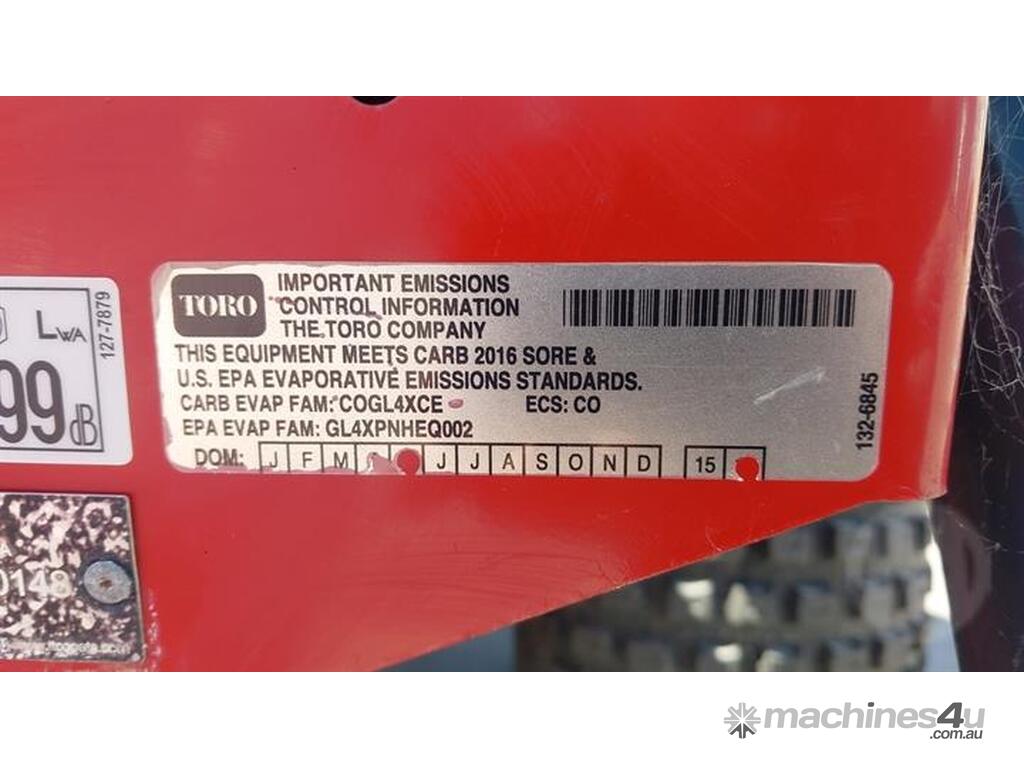 TORO
IMPORTANT EMISSIONS
CONTROL INFORMATION
THE TORO COMPANY
THIS EQUIPMENT MEETS CARB 2016 SORE &
U.S. EPA EVAPORATIVE EMISSIONS STANDARDS.
CARB EVAP FAM: COGL4XCE ECS: CO
EPA EVAP FAM: GL4XPNHEQ002
DOM: J F M J J A S O N D 15
132-6845
LWA
99 dB
127-7879
0148
machines4u
.com.au